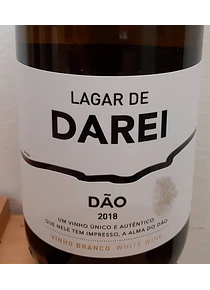 LAGAR DE
DAREI
DÃO
2018
UM VINHO ÚNICO E AUTÊNTICO
QUE NELE TEM IMPRESSO, A ALMA DO DÃO
VINHO BRANCO - WHITE WINE